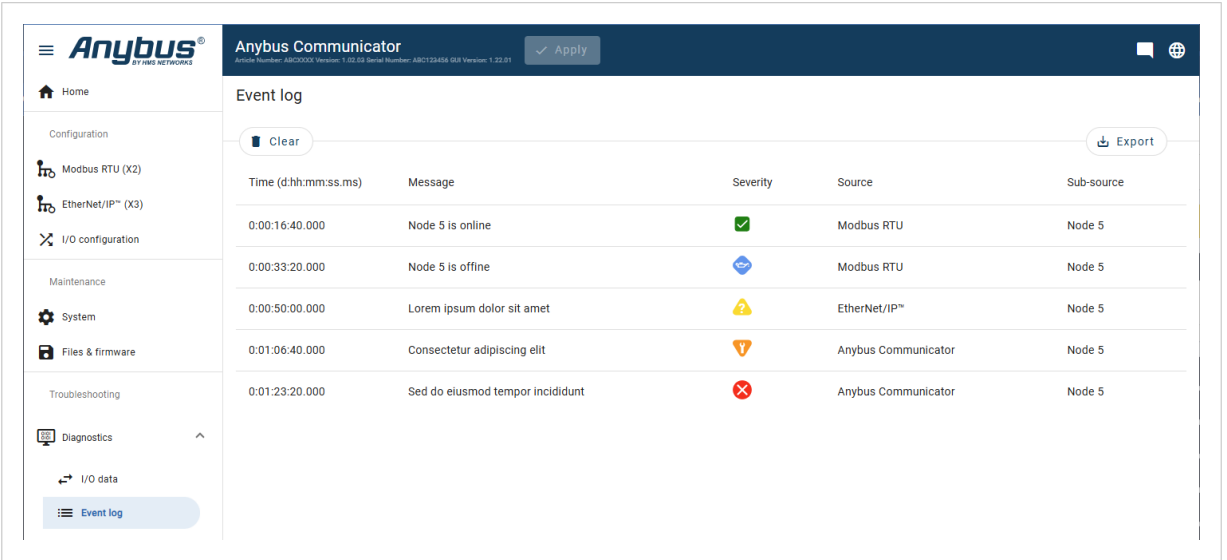 Anybus®
BY HMS NETWORKS
Anybus Communicator
Article Number: ABCXXXX Version: 1.02.03 Serial Number: ABC123456 GUI Version: 1.22.01
Apply
Home
Configuration
Modbus RTU (X2)
EtherNet/IP™ (X3)
I/O configuration
Maintenance
System
Files & firmware
Troubleshooting
Diagnostics
I/O data
Event log
Event log
Clear
Export
Time (d:hh:mm:ss.ms) Message Severity Source Sub-source
0:00:16:40.000 Node 5 is online Modbus RTU Node 5
0:00:33:20.000 Node 5 is offine Modbus RTU Node 5
0:00:50:00.000 Lorem ipsum dolor sit amet ? EtherNet/IP™ Node 5
0:01:06:40.000 Consectetur adipiscing elit Anybus Communicator Node 5
0:01:23:20.000 Sed do eiusmod tempor incididunt Anybus Communicator Node 5